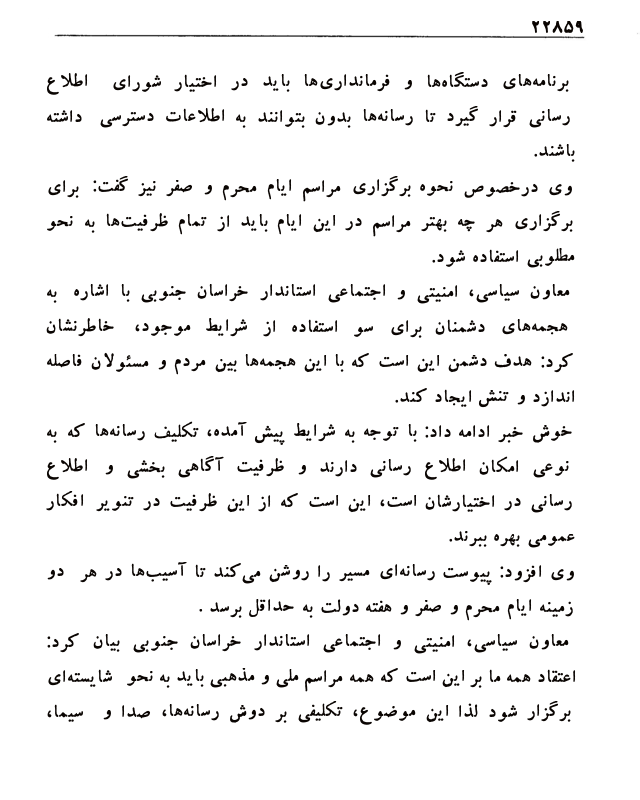 ۲۲۸۵۹
برنامه‌های دستگاه‌ها و فرمانداری‌ها باید در اختیار شورای اطلاع
رسانی قرار گیرد تا رسانه‌ها بدون بتوانند به اطلاعات دسترسی داشته
باشند.
وی درخصوص نحوه برگزاری مراسم ایام محرم و صفر نیز گفت: برای
برگزاری هر چه بهتر مراسم در این ایام باید از تمام ظرفیت‌ها به نحو
مطلوبی استفاده شود.
معاون سیاسی، امنیتی و اجتماعی استاندار خراسان جنوبی با اشاره به
هجمه‌های دشمنان برای سو استفاده از شرایط موجود، خاطرنشان
کرد: هدف دشمن این است که با این هجمه‌ها بین مردم و مسئولان فاصله
اندازد و تنش ایجاد کند.
خوش خبر ادامه داد: با توجه به شرایط پیش آمده، تکلیف رسانه‌ها که به
نوعی امکان اطلاع رسانی دارند و ظرفیت آگاهی بخشی و اطلاع
رسانی در اختیارشان است، این است که از این ظرفیت در تنویر افکار
عمومی بهره ببرند.
وی افزود: پیوست رسانه‌ای مسیر را روشن می‌کند تا آسیب‌ها در هر دو
زمینه ایام محرم و صفر و هفته دولت به حداقل برسد .
معاون سیاسی، امنیتی و اجتماعی استاندار خراسان جنوبی بیان کرد:
اعتقاد همه ما بر این است که همه مراسم ملی و مذهبی باید به نحو شایسته‌ای
برگزار شود لذا این موضوع، تکلیفی بر دوش رسانه‌ها، صدا و سیما،